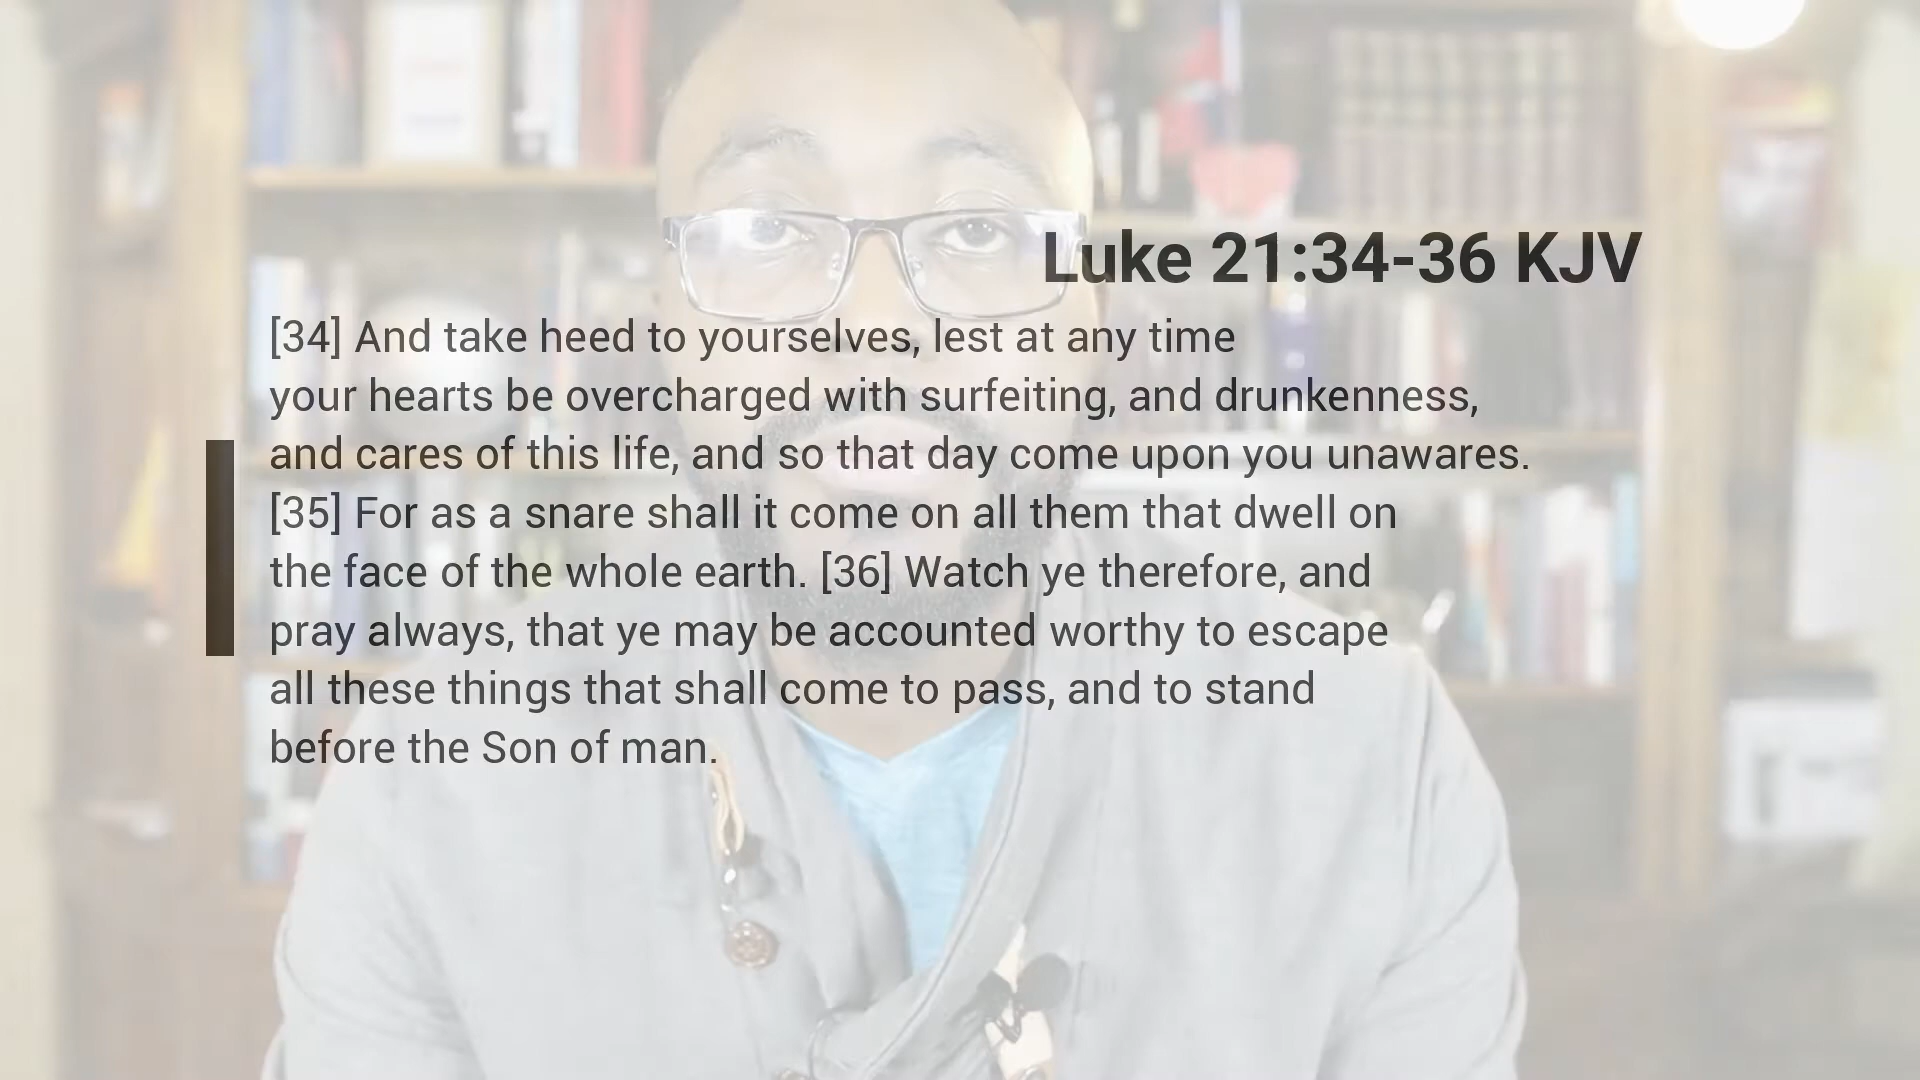 Luke 21:34-36 KJV
[34] And take heed to yourselves, lest at any time
your hearts be overcharged with surfeiting, and drunkenness,
and cares of this life, and so that day come upon you unawares.
[35] For as a snare shall it come on all them that dwell on
the face of the whole earth. [36] Watch ye therefore, and
pray always, that ye may be accounted worthy to escape
all these things that shall come to pass, and to stand
before the Son of man.